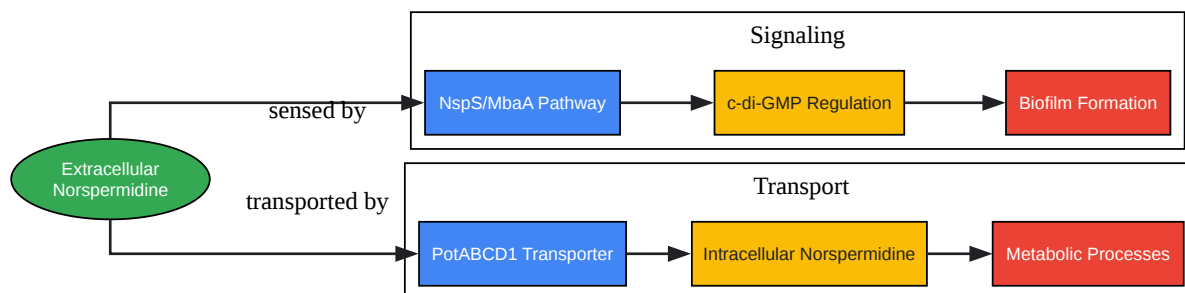 Signaling
NspS/MbaA Pathway
c-di-GMP Regulation
Biofilm Formation
sensed by
Extracellular
Norspermidine
transported by
Transport
PotABCD1 Transporter
Intracellular Norspermidine
Metabolic Processes